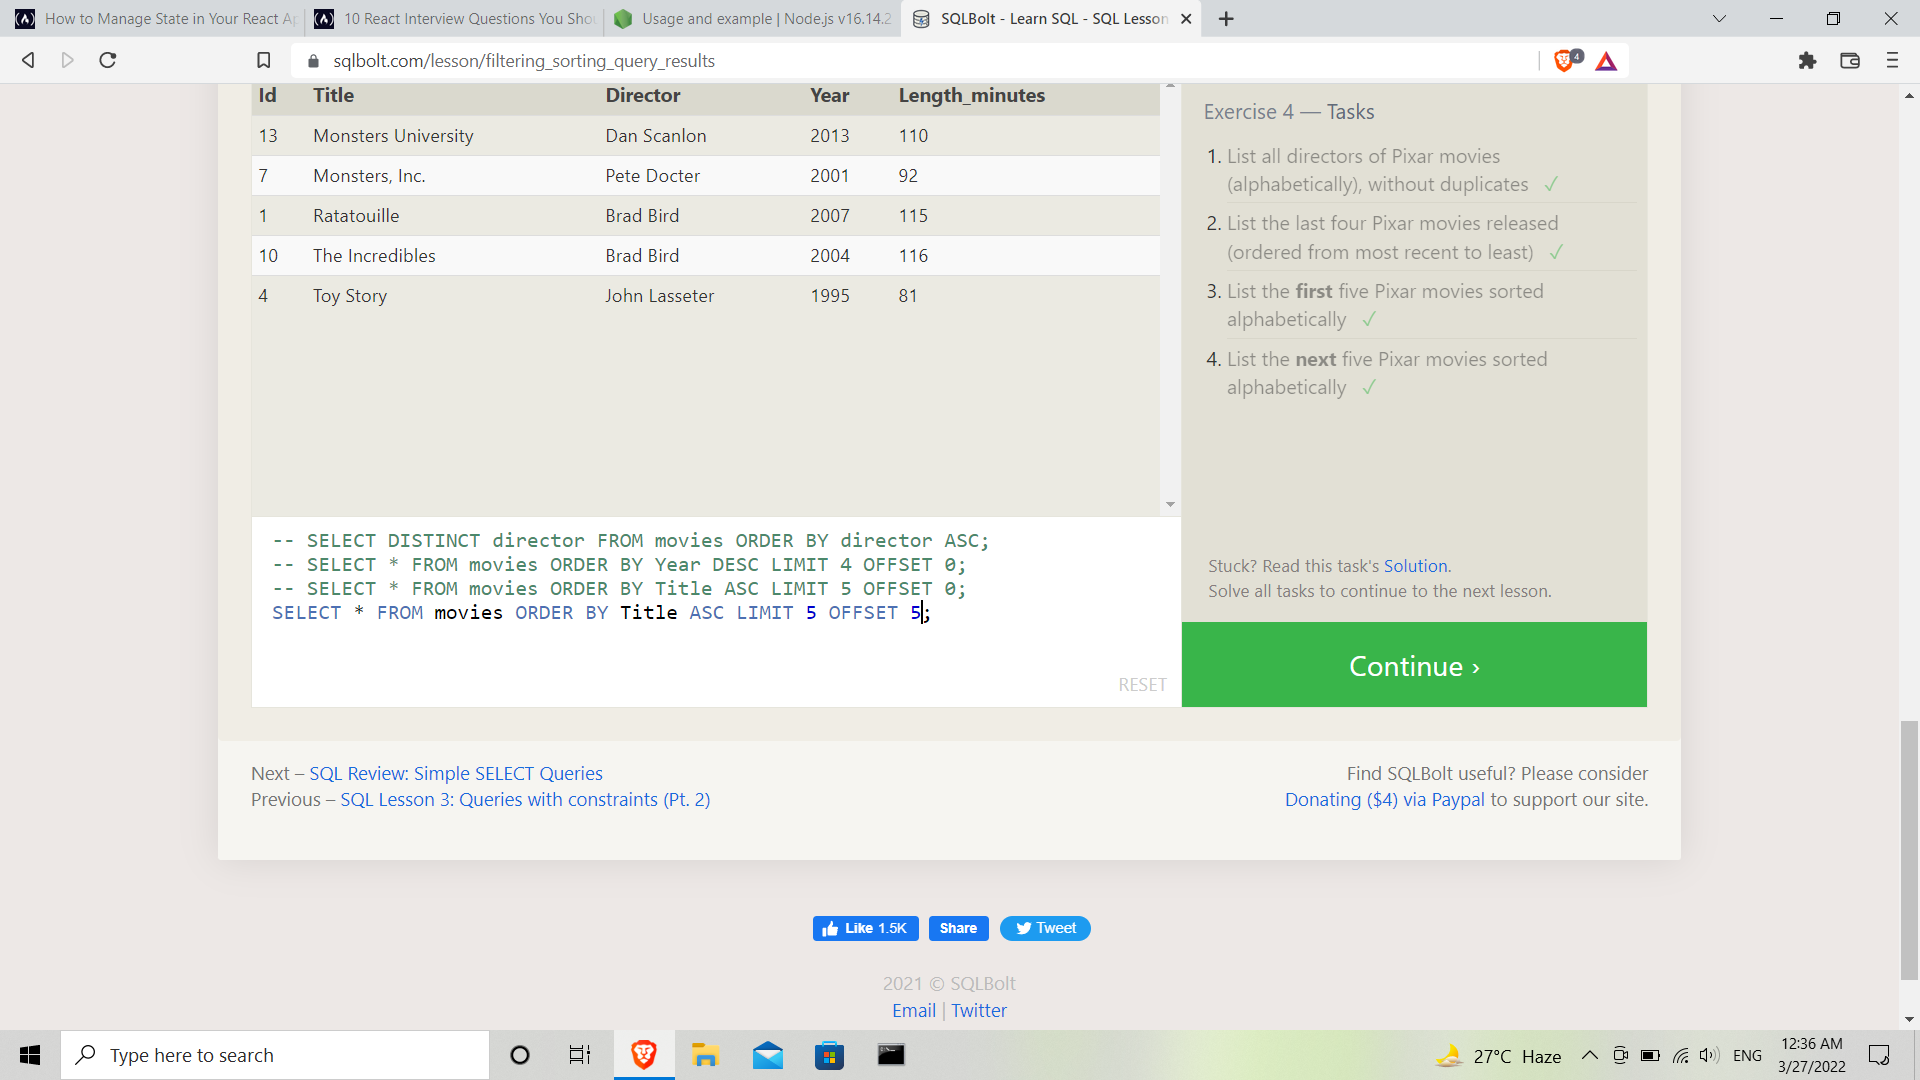 How to Manage State in Your React Ap
10 React Interview Questions You Shou
Usage and example | Node.js v16.14.2
SQLBolt - Learn SQL - SQL Lesson
sqlbolt.com/lesson/filtering_sorting_query_results
4
Id Title Director Year Length_minutes
13 Monsters University Dan Scanlon 2013 110
7 Monsters, Inc. Pete Docter 2001 92
1 Ratatouille Brad Bird 2007 115
10 The Incredibles Brad Bird 2004 116
4 Toy Story John Lasseter 1995 81
Exercise 4 — Tasks
1. List all directors of Pixar movies
(alphabetically), without duplicates ✓
2. List the last four Pixar movies released
(ordered from most recent to least) ✓
3. List the first five Pixar movies sorted
alphabetically ✓
4. List the next five Pixar movies sorted
alphabetically ✓
-- SELECT DISTINCT director FROM movies ORDER BY director ASC;
-- SELECT * FROM movies ORDER BY Year DESC LIMIT 4 OFFSET 0;
-- SELECT * FROM movies ORDER BY Title ASC LIMIT 5 OFFSET 0;
SELECT * FROM movies ORDER BY Title ASC LIMIT 5 OFFSET 5;
RESET
Stuck? Read this task's Solution.
Solve all tasks to continue to the next lesson.
Continue ›
Next – SQL Review: Simple SELECT Queries
Previous – SQL Lesson 3: Queries with constraints (Pt. 2)
Find SQLBolt useful? Please consider
Donating ($4) via Paypal to support our site.
Like 1.5K
Share
Tweet
2021 © SQLBolt
Email | Twitter
Type here to search
27°C Haze
ENG
12:36 AM
3/27/2022